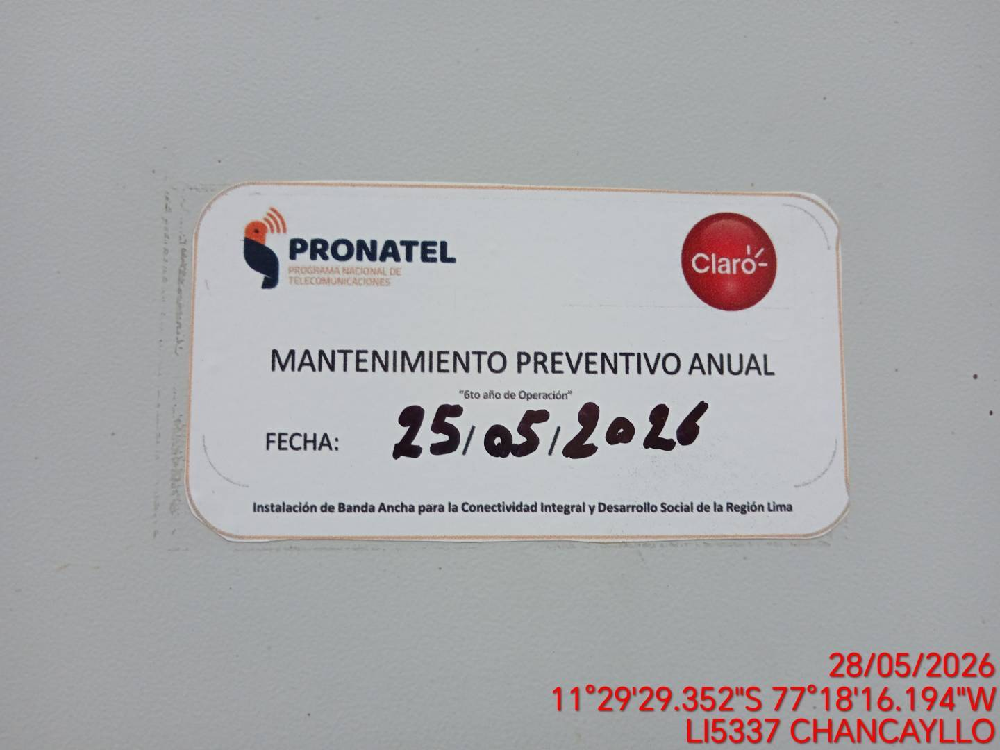 PRONATEL
PROGRAMA NACIONAL DE
TELECOMUNICACIONES
Claro
MANTENIMIENTO PREVENTIVO ANUAL
"6to año de Operación"
FECHA: 25/05/2026
Instalación de Banda Ancha para la Conectividad Integral y Desarrollo Social de la Región Lima
28/05/2026
11°29'29.352"S 77°18'16.194"W
LI5337 CHANCAYLLO